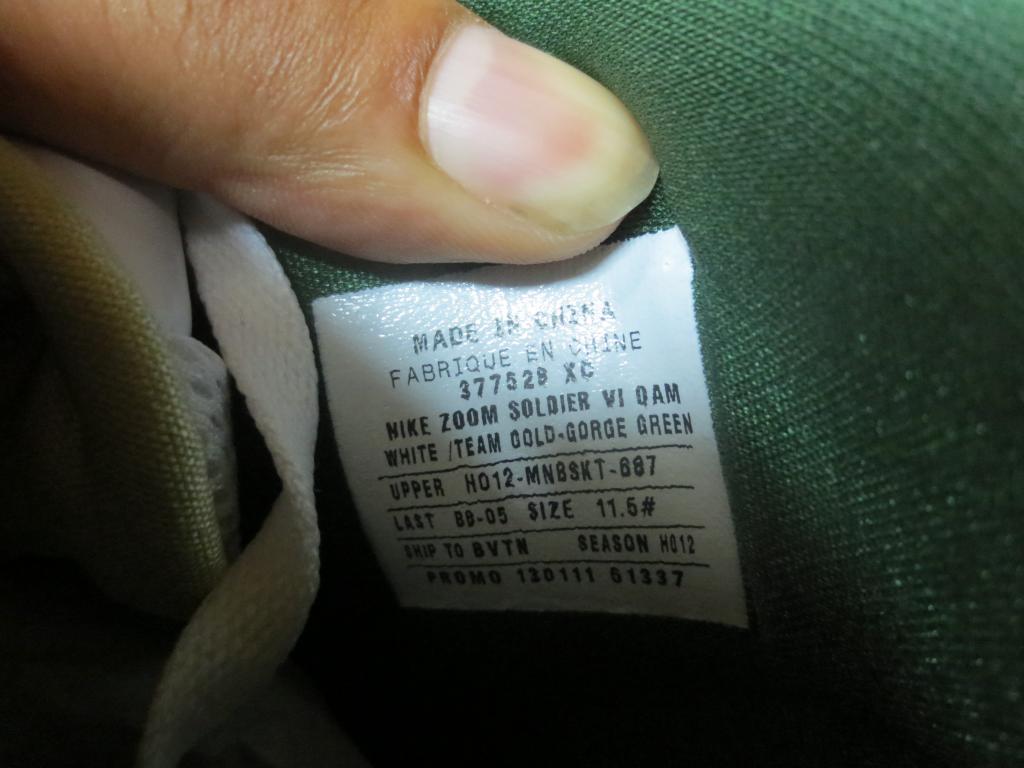 MADE IN CHINA
FABRIQUE EN CHINE
377528 XC
NIKE ZOOM SOLDIER VI QAM
WHITE /TEAM GOLD-GORGE GREEN
UPPER HO12-MNBSKT-687
LAST BB-05 SIZE 11.5#
SHIP TO BVTN SEASON HO12
PROMO 130111 61337